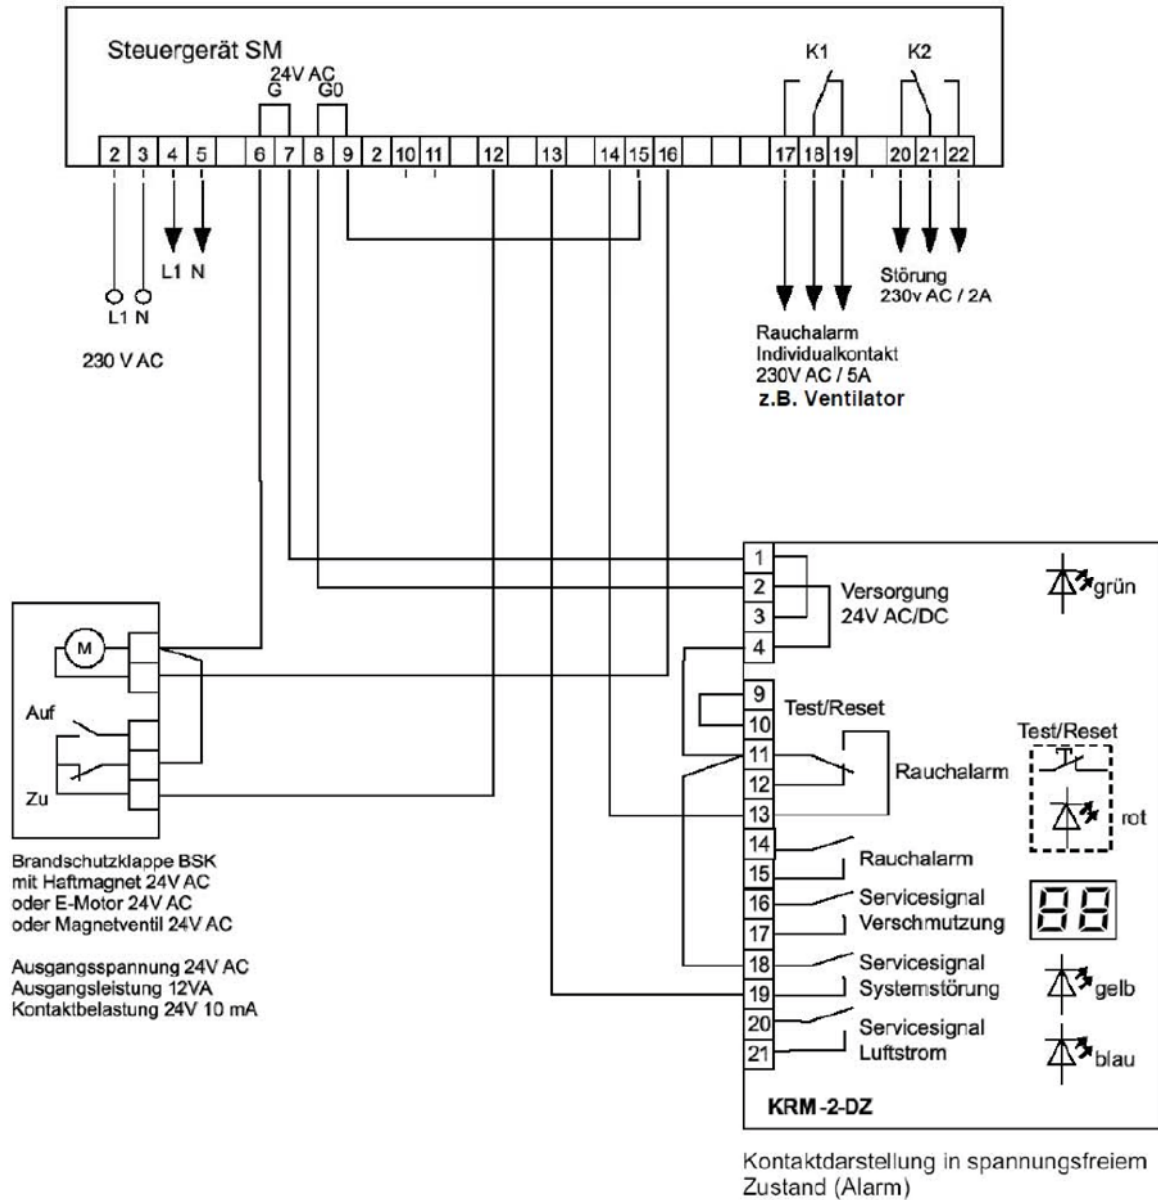 Steuergerät SM
24V AC
G G0
K1 K2
2 3 4 5 6 7 8 9 2 10 11 12 13 14 15 16 17 18 19 20 21 22
L1 N
L1 N
230 V AC
Störung
230v AC / 2A
Rauchalarm
Individualkontakt
230V AC / 5A
z.B. Ventilator
M
Auf
Zu
Brandschutzklappe BSK
mit Haftmagnet 24V AC
oder E-Motor 24V AC
oder Magnetventil 24V AC
Ausgangsspannung 24V AC
Ausgangsleistung 12VA
Kontaktbelastung 24V 10 mA
1
2
3
4
Versorgung
24V AC/DC
grün
9
10
Test/Reset
11
12
13
Rauchalarm
Test/Reset
rot
14
15
Rauchalarm
16
17
Servicesignal
Verschmutzung
88
18
19
Servicesignal
Systemstörung
gelb
20
21
Servicesignal
Luftstrom
blau
KRM-2-DZ
Kontaktdarstellung in spannungsfreiem
Zustand (Alarm)